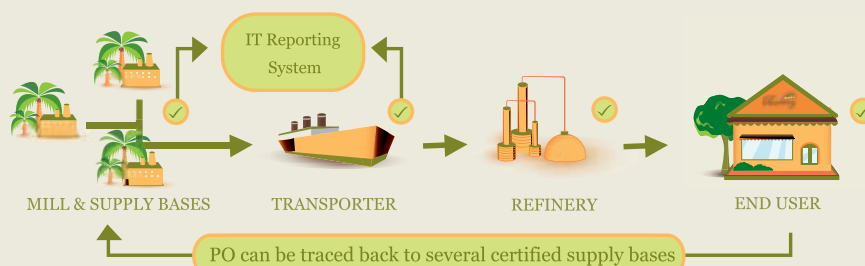 IT Reporting
System
MILL & SUPPLY BASES
TRANSPORTER
REFINERY
END USER
PO can be traced back to several certified supply bases